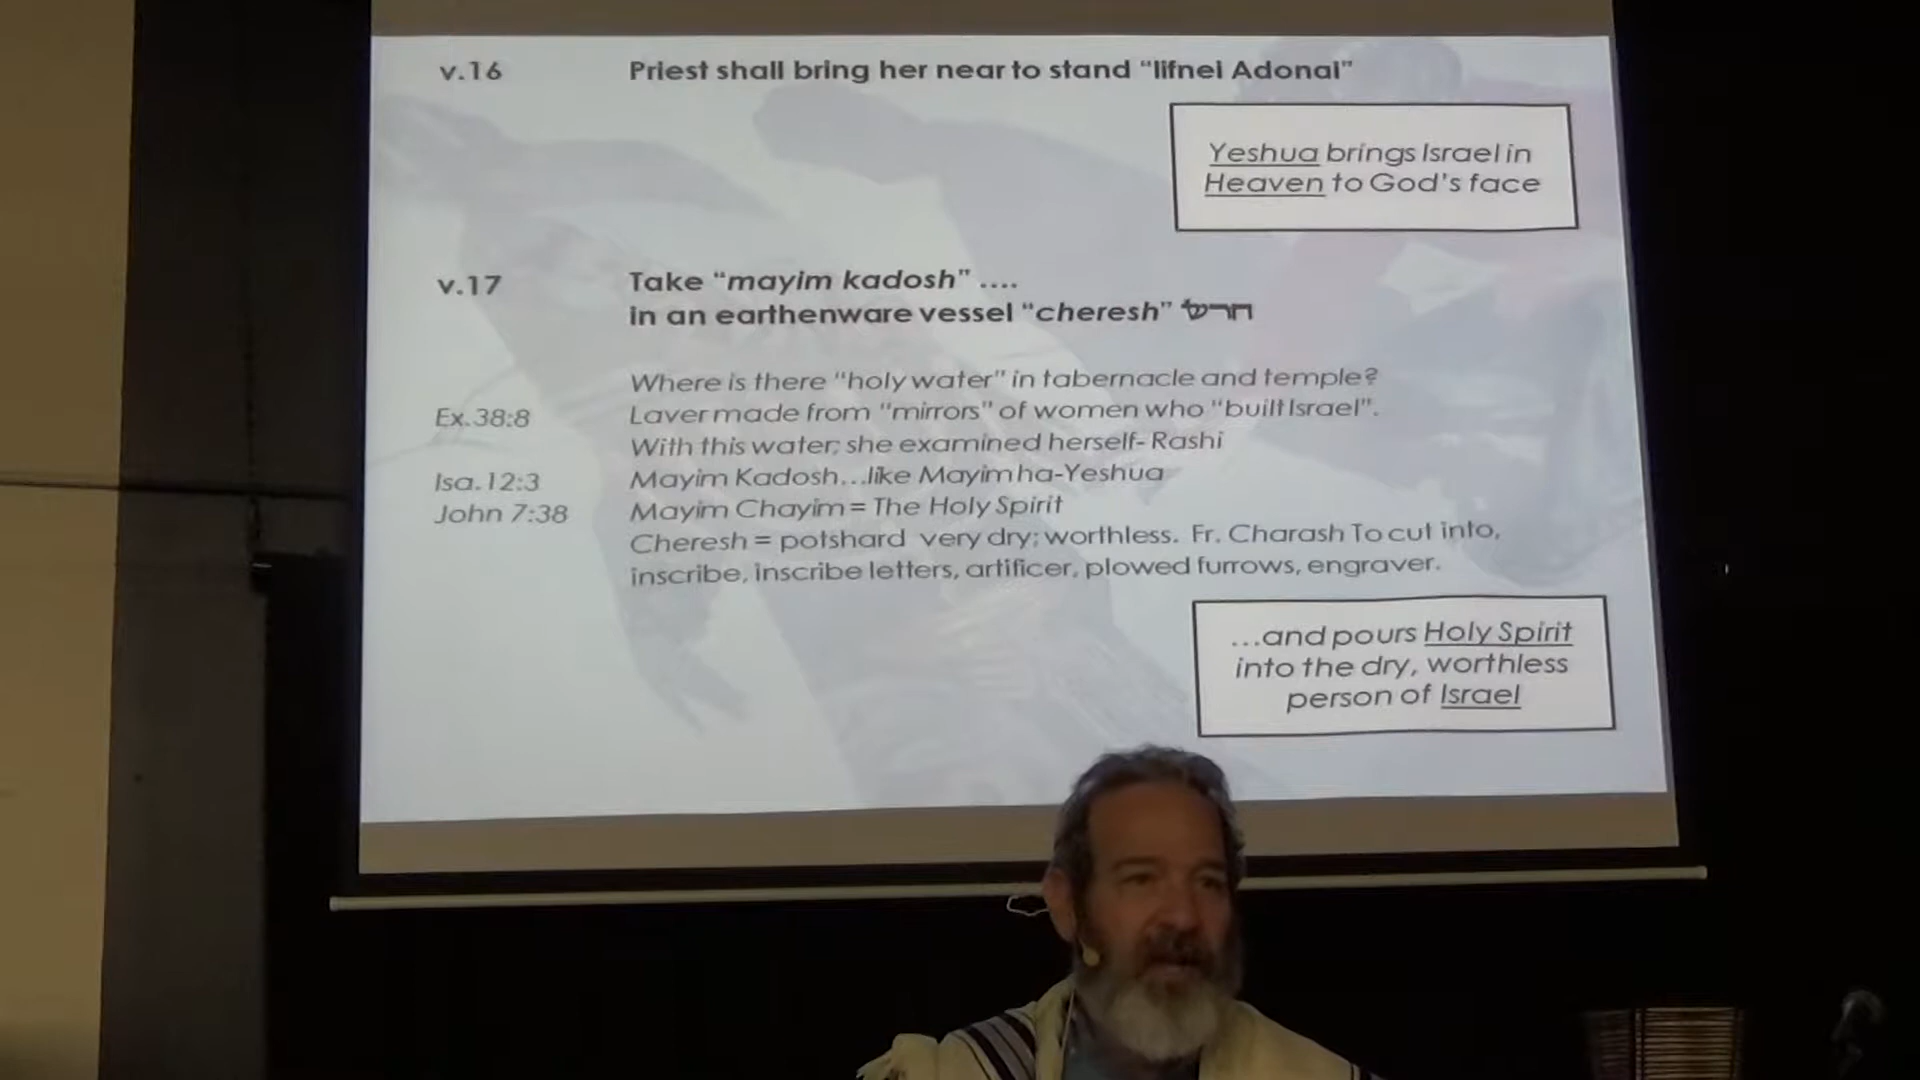 v.16 Priest shall bring her near to stand “lifnei Adonai”
Yeshua brings Israel in
Heaven to God’s face
v.17 Take “mayim kadosh” ....
in an earthenware vessel “cheresh” חרש
Where is there “holy water” in tabernacle and temple?
Ex.38:8 Laver made from “mirrors” of women who “built Israel”.
With this water; she examined herself- Rashi
Isa.12:3 Mayim Kadosh...like Mayim ha-Yeshua
John 7:38 Mayim Chayim = The Holy Spirit
Cheresh = potshard very dry; worthless. Fr. Charash To cut into,
inscribe, inscribe letters, artificer, plowed furrows, engraver.
...and pours Holy Spirit
into the dry, worthless
person of Israel